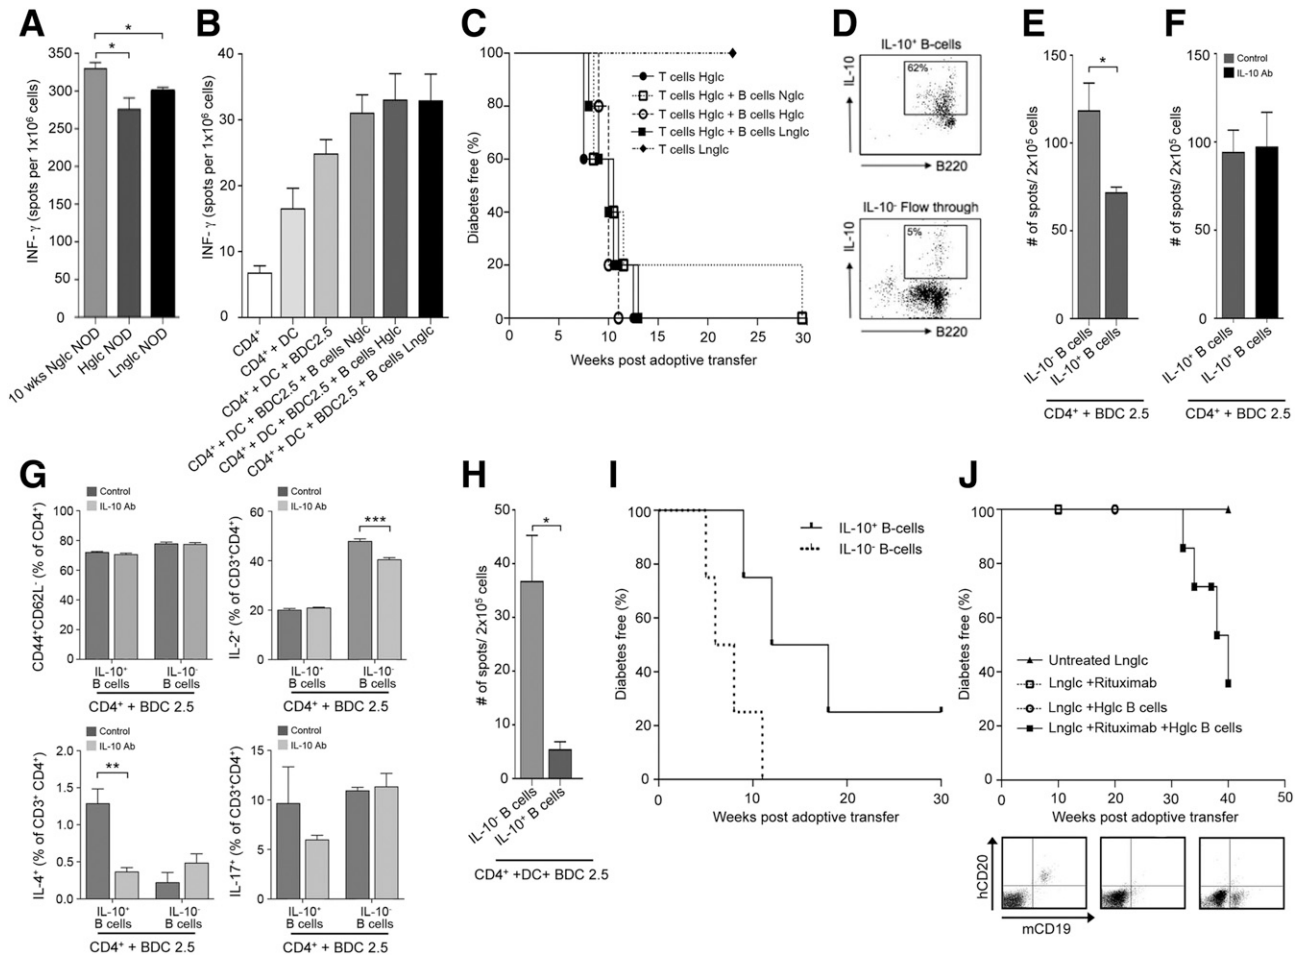 A
INF- γ (spots per 1x10⁶ cells)
350
300
250
200
150
100
50
0
*
*
10 wks Nglc NOD
Hglc NOD
Lnglc NOD
B
INF- γ (spots per 1x10⁶ cells)
40
30
20
10
0
CD4⁺
CD4⁺ + DC
CD4⁺ + DC + BDC2.5
CD4⁺ + DC + BDC2.5 + B cells Nglc
CD4⁺ + DC + BDC2.5 + B cells Hglc
CD4⁺ + DC + BDC2.5 + B cells Lnglc
C
Diabetes free (%)
100
80
60
40
20
0
T cells Hglc
T cells Hglc + B cells Nglc
T cells Hglc + B cells Hglc
T cells Hglc + B cells Lnglc
T cells Lnglc
0 5 10 15 20 25 30
Weeks post adoptive transfer
D
IL-10⁺ B-cells
62%
IL-10
B220
IL-10⁻ Flow through
5%
IL-10
B220
E
# of spots/ 2x10⁵ cells
150
100
50
0
*
IL-10⁻ B cells
IL-10⁺ B cells
CD4⁺ + BDC 2.5
F
# of spots/ 2x10⁵ cells
150
100
50
0
Control
IL-10 Ab
IL-10⁺ B cells
IL-10⁺ B cells
CD4⁺ + BDC 2.5
G
Control
IL-10 Ab
CD44⁺CD62L⁻ (% of CD4⁺)
100
80
60
40
20
0
IL-10⁺ B cells
IL-10⁻ B cells
CD4⁺ + BDC 2.5
Control
IL-10 Ab
IL-2⁺ (% of CD3⁺CD4⁺)
60
40
20
0
***
IL-10⁺ B cells
IL-10⁻ B cells
CD4⁺ + BDC 2.5
Control
IL-10 Ab
IL-4⁺ (% of CD3⁺ CD4⁺)
2.0
1.5
1.0
0.5
0.0
**
IL-10⁺ B cells
IL-10⁻ B cells
CD4⁺ + BDC 2.5
Control
IL-10 Ab
IL-17⁺ (% of CD3⁺CD4⁺)
15
10
5
0
IL-10⁺ B cells
IL-10⁻ B cells
CD4⁺ + BDC 2.5
H
# of spots/ 2x10⁵ cells
50
40
30
20
10
0
*
IL-10⁻ B cells
IL-10⁺ B cells
CD4⁺ +DC+ BDC 2.5
I
Diabetes free (%)
100
80
60
40
20
0
IL-10⁺ B-cells
IL-10⁻ B-cells
0 10 20 30
Weeks post adoptive transfer
J
Diabetes free (%)
100
80
60
40
20
0
Untreated Lnglc
Lnglc +Rituximab
Lnglc +Hglc B cells
Lnglc +Rituximab +Hglc B cells
0 10 20 30 40 50
Weeks post adoptive transfer
hCD20
mCD19